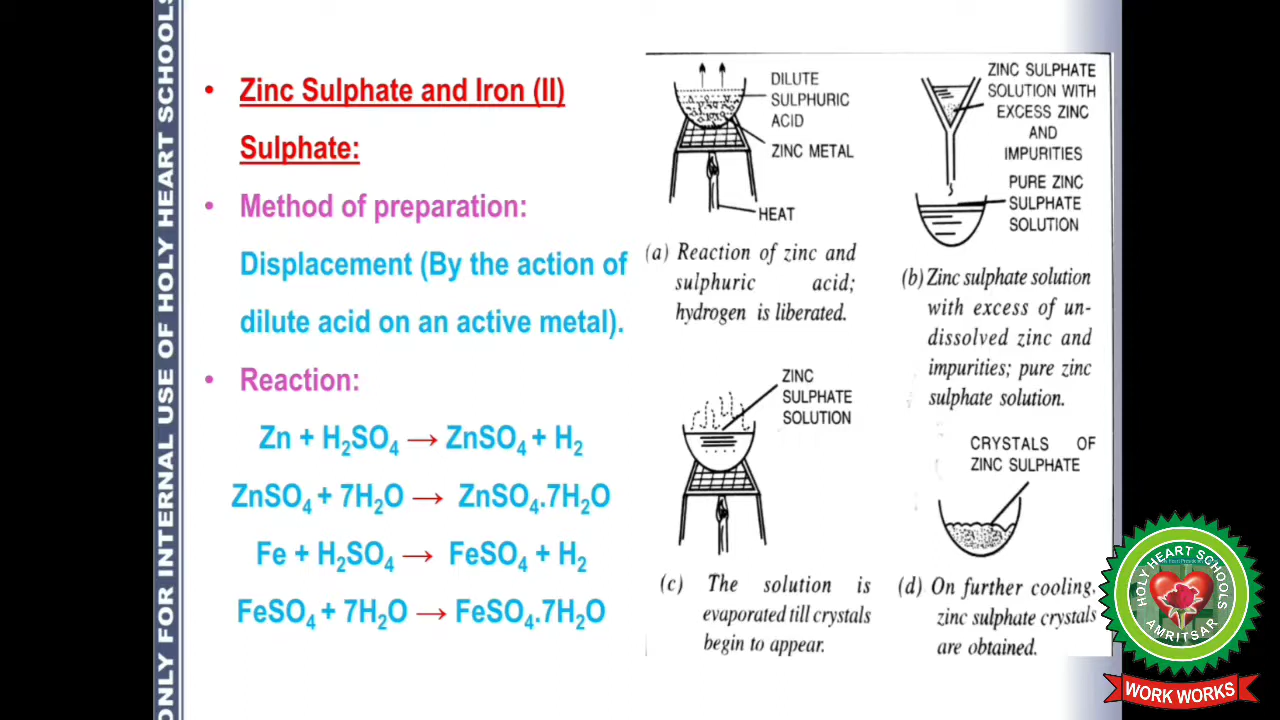 ONLY FOR INTERNAL USE OF HOLY HEART SCHOOLS
• Zinc Sulphate and Iron (II)
Sulphate:
• Method of preparation:
Displacement (By the action of
dilute acid on an active metal).
• Reaction:
Zn + H₂SO₄ → ZnSO₄ + H₂
ZnSO₄ + 7H₂O → ZnSO₄.7H₂O
Fe + H₂SO₄ → FeSO₄ + H₂
FeSO₄ + 7H₂O → FeSO₄.7H₂O
DILUTE
SULPHURIC
ACID
ZINC METAL
HEAT
(a) Reaction of zinc and
sulphuric acid;
hydrogen is liberated.
ZINC SULPHATE
SOLUTION WITH
EXCESS ZINC
AND
IMPURITIES
PURE ZINC
SULPHATE
SOLUTION
(b) Zinc sulphate solution
with excess of un-
dissolved zinc and
impurities; pure zinc
sulphate solution.
ZINC
SULPHATE
SOLUTION
(c) The solution is
evaporated till crystals
begin to appear.
CRYSTALS OF
ZINC SULPHATE
(d) On further cooling,
zinc sulphate crystals
are obtained.
HOLY HEART SCHOOLS
AMRITSAR
WORK WORKS